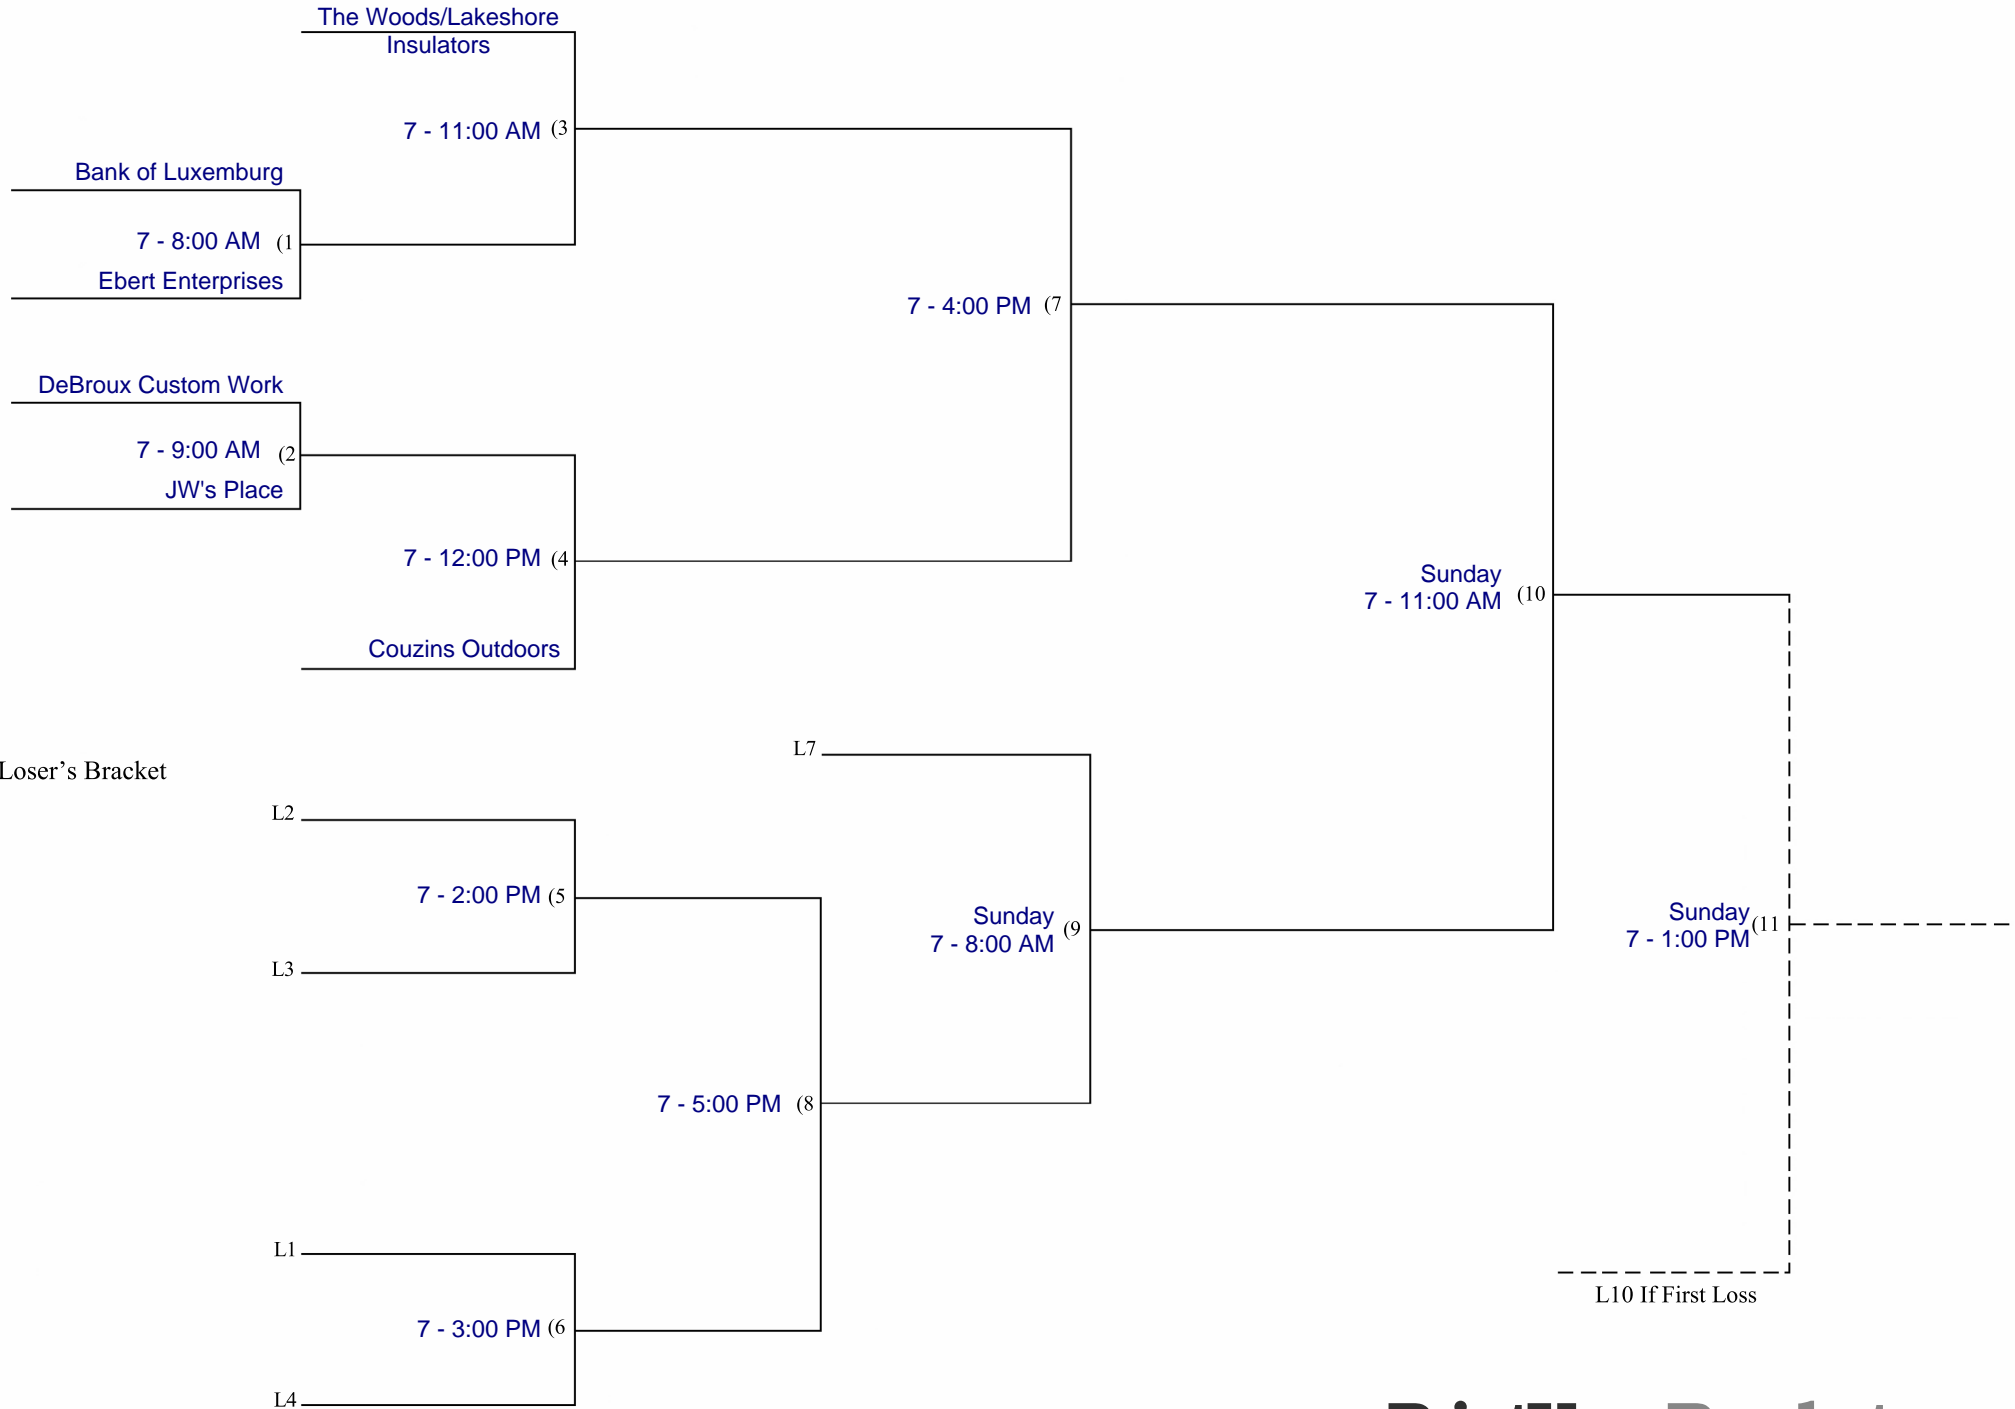 The Woods/Lakeshore
Insulators
7 - 11:00 AM (3
Bank of Luxemburg
7 - 8:00 AM (1
Ebert Enterprises
7 - 4:00 PM (7
DeBroux Custom Work
7 - 9:00 AM (2
JW's Place
7 - 12:00 PM (4
Couzins Outdoors
Sunday
7 - 11:00 AM (10
L7
Loser’s Bracket
L2
7 - 2:00 PM (5
L3
Sunday
7 - 8:00 AM (9
Sunday
7 - 1:00 PM (11
7 - 5:00 PM (8
L1
7 - 3:00 PM (6
L4
L10 If First Loss